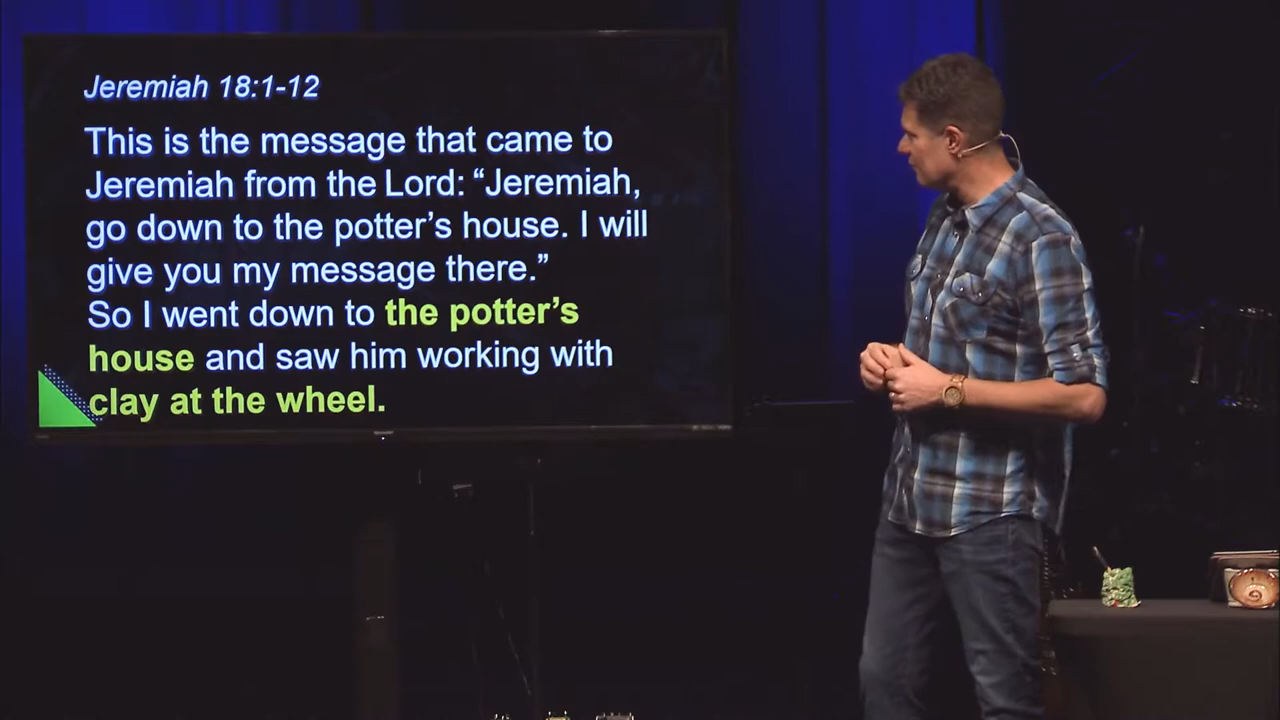 Jeremiah 18:1-12
This is the message that came to
Jeremiah from the Lord: “Jeremiah,
go down to the potter’s house. I will
give you my message there.”
So I went down to the potter’s
house and saw him working with
clay at the wheel.